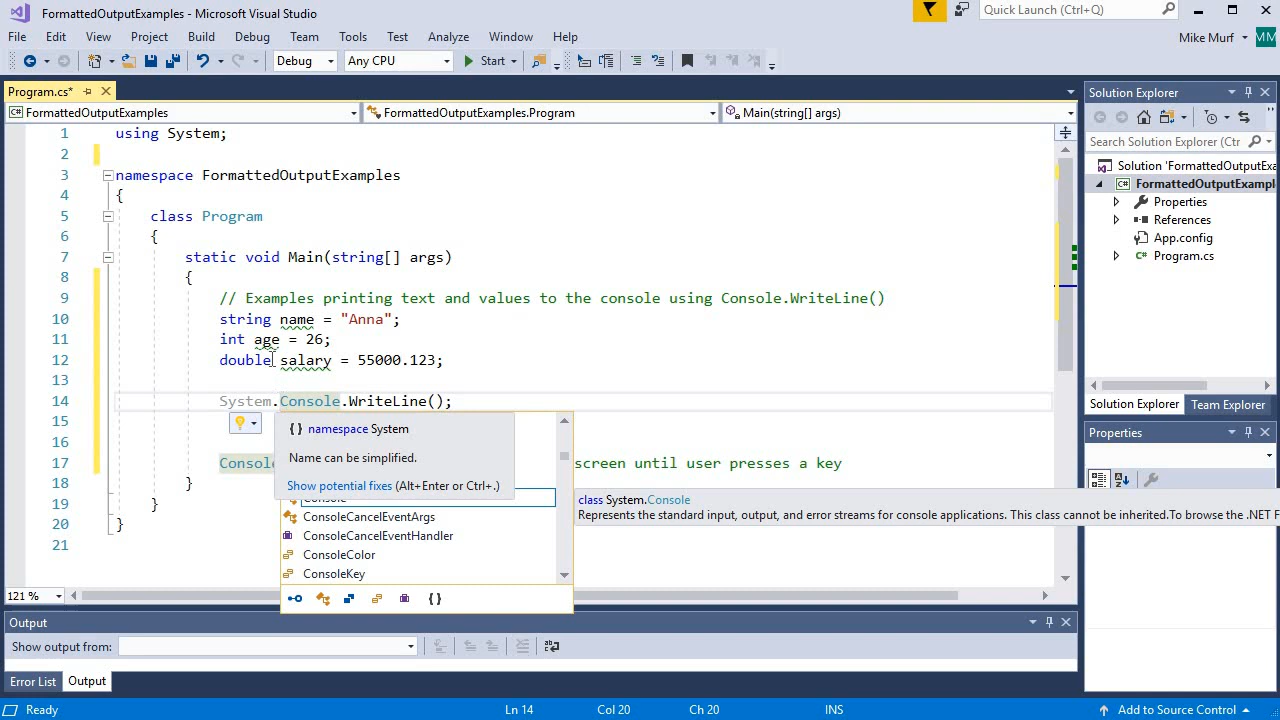 FormattedOutputExamples - Microsoft Visual Studio
Quick Launch (Ctrl+Q)
File Edit View Project Build Debug Team Tools Test Analyze Window Help
Mike Murf MM
Debug Any CPU Start
Program.cs*
FormattedOutputExamples FormattedOutputExamples.Program Main(string[] args)
1 using System;
2
3 namespace FormattedOutputExamples
4 {
5 class Program
6 {
7 static void Main(string[] args)
8 {
9 // Examples printing text and values to the console using Console.WriteLine()
10 string name = "Anna";
11 int age = 26;
12 double salary = 55000.123;
13
14 System.Console.WriteLine();
15
16
17 Console screen until user presses a key
18 }
19 }
20 }
21
{ } namespace System
Name can be simplified.
Show potential fixes (Alt+Enter or Ctrl+.)
ConsoleCancelEventArgs
ConsoleCancelEventHandler
ConsoleColor
ConsoleKey
{ }
class System.Console
Represents the standard input, output, and error streams for console applications. This class cannot be inherited.To browse the .NET F
121 %
Output
Show output from:
Error List Output
Solution Explorer
Search Solution Explorer (Ctr
Solution 'FormattedOutputExa
FormattedOutputExampl
Properties
References
App.config
C# Program.cs
Solution Explorer Team Explorer
Properties
Ready Ln 14 Col 20 Ch 20 INS Add to Source Control